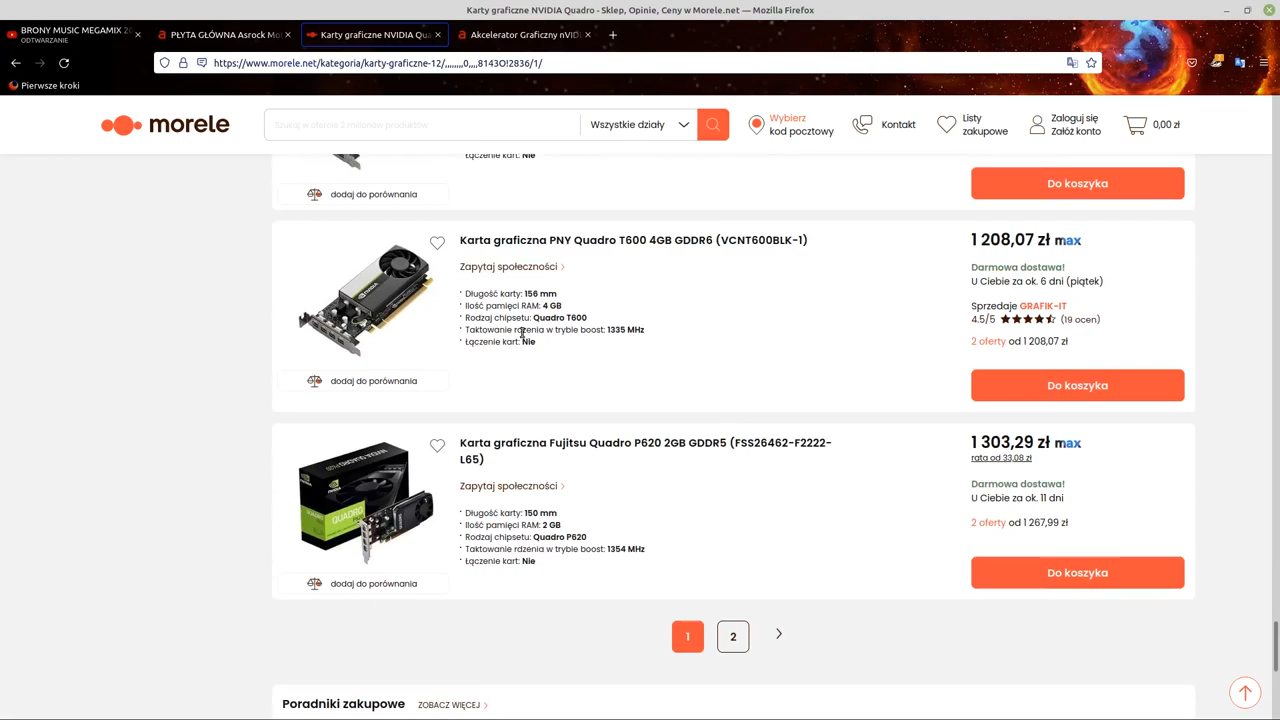 Karty graficzne NVIDIA Quadro - Sklep, Opinie, Ceny w Morele.net — Mozilla Firefox
BRONY MUSIC MEGAMIX 20
ODTWARZANIE
PŁYTA GŁÓWNA Asrock Mo
Karty graficzne NVIDIA Qua
Akcelerator Graficzny nVIDI
https://www.morele.net/kategoria/karty-graficzne-12/,,,,,,,,0,,,,8143O!2836/1/
Pierwsze kroki
morele
Szukaj w ofercie 2 milionów produktów
Wszystkie działy
Wybierz
kod pocztowy
Kontakt
Listy
zakupowe
Zaloguj się
Załóż konto
0,00 zł
Łączenie kart: Nie
dodaj do porównania
Do koszyka
Karta graficzna PNY Quadro T600 4GB GDDR6 (VCNT600BLK-1)
Zapytaj społeczności
Długość karty: 156 mm
Ilość pamięci RAM: 4 GB
Rodzaj chipsetu: Quadro T600
Taktowanie rdzenia w trybie boost: 1335 MHz
Łączenie kart: Nie
dodaj do porównania
1 208,07 zł max
Darmowa dostawa!
U Ciebie za ok. 6 dni (piątek)
Sprzedaje GRAFIK-IT
4.5/5 (19 ocen)
2 oferty od 1 208,07 zł
Do koszyka
Karta graficzna Fujitsu Quadro P620 2GB GDDR5 (FSS26462-F2222-
L65)
Zapytaj społeczności
Długość karty: 150 mm
Ilość pamięci RAM: 2 GB
Rodzaj chipsetu: Quadro P620
Taktowanie rdzenia w trybie boost: 1354 MHz
Łączenie kart: Nie
QUADRO
dodaj do porównania
1 303,29 zł max
rata od 33,08 zł
Darmowa dostawa!
U Ciebie za ok. 11 dni
2 oferty od 1 267,99 zł
Do koszyka
1
2
Poradniki zakupowe
ZOBACZ WIĘCEJ